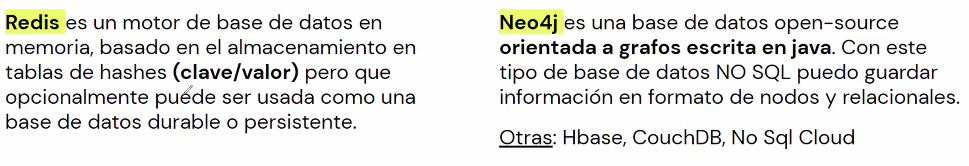 Redis es un motor de base de datos en
memoria, basado en el almacenamiento en
tablas de hashes (clave/valor) pero que
opcionalmente puede ser usada como una
base de datos durable o persistente.
Neo4j es una base de datos open-source
orientada a grafos escrita en java. Con este
tipo de base de datos NO SQL puedo guardar
información en formato de nodos y relacionales.
Otras: Hbase, CouchDB, No Sql Cloud